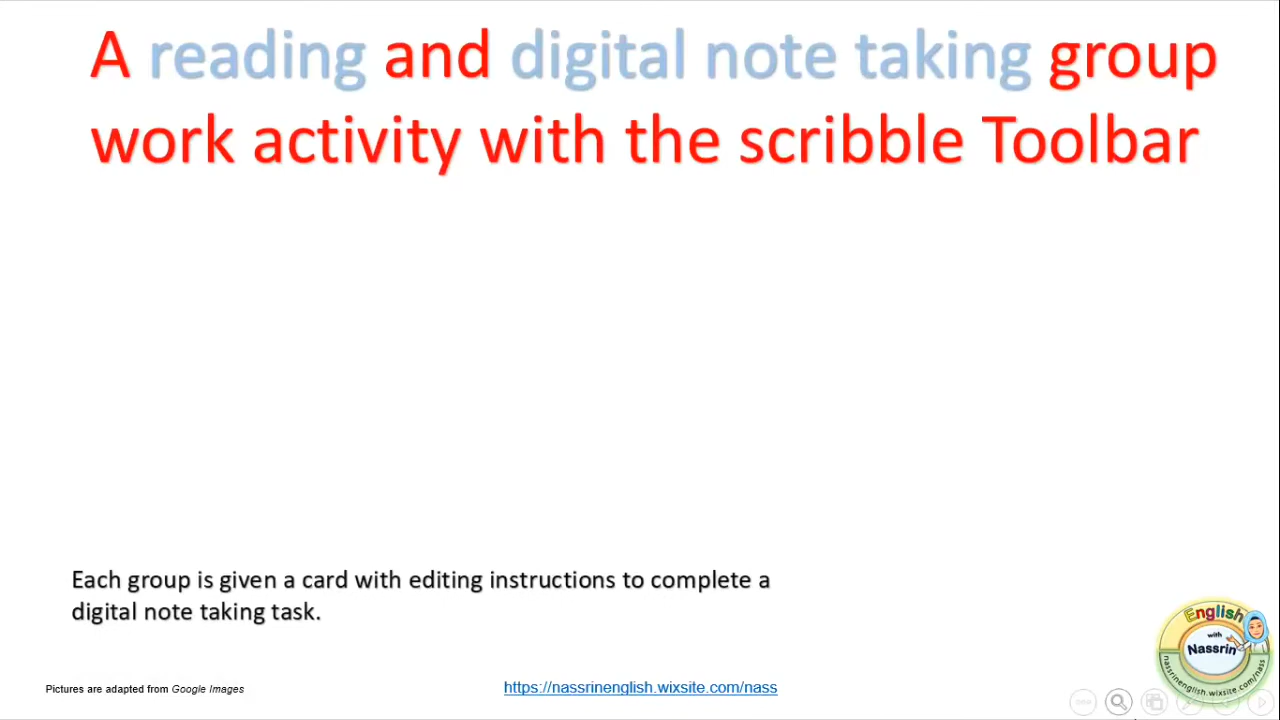 A reading and digital note taking group
work activity with the scribble Toolbar
Each group is given a card with editing instructions to complete a
digital note taking task.
English
with
Nassrin
nassrinenglish.wixsite.com/nass
Pictures are adapted from Google Images
https://nassrinenglish.wixsite.com/nass